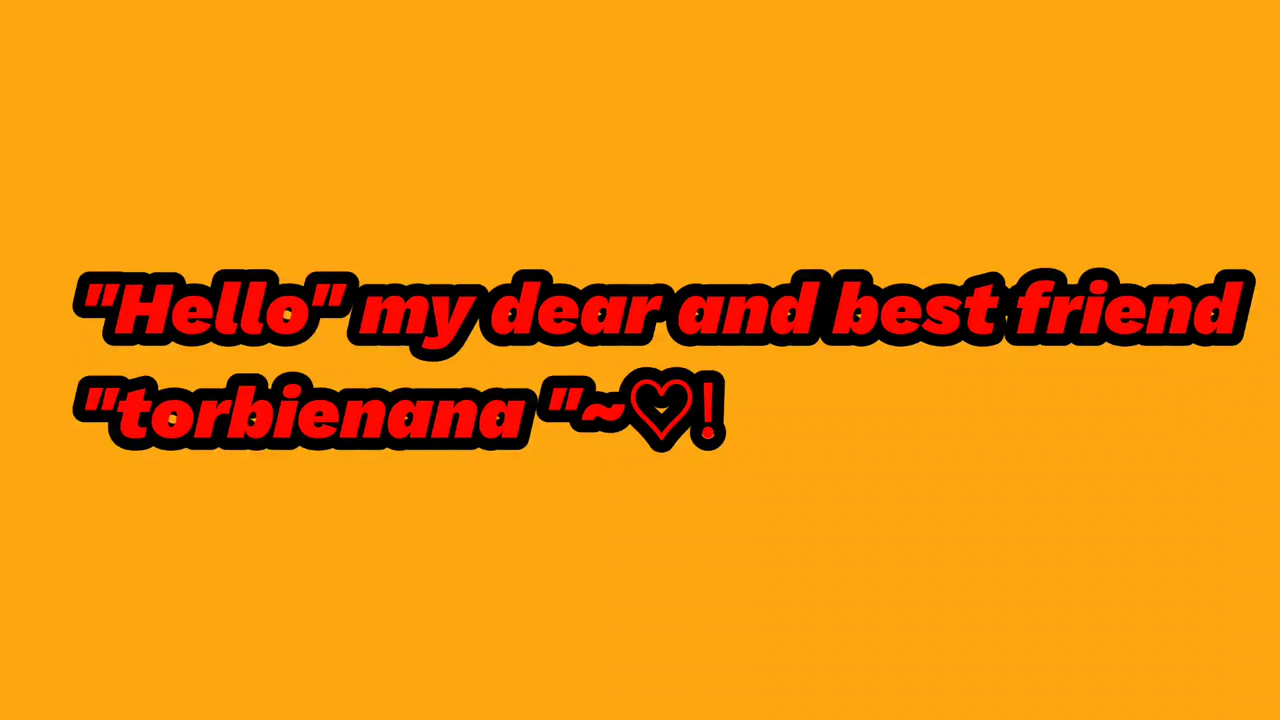 "Hello" my dear and best friend
"torbienana "~♡!